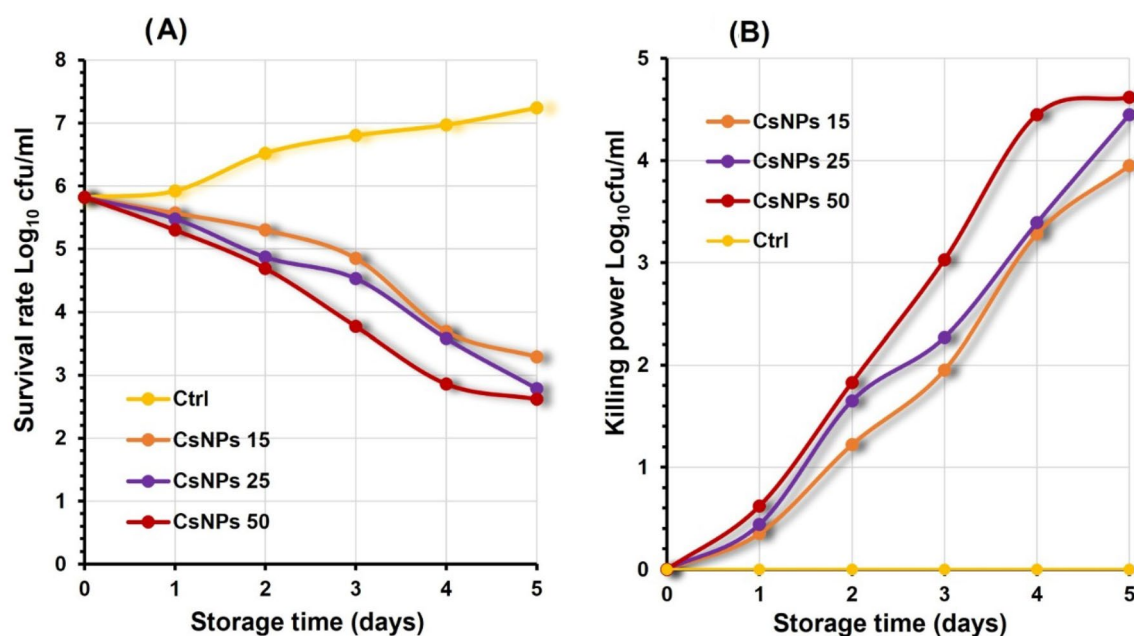 (A)
Survival rate Log₁₀ cfu/ml
8
7
6
5
4
3
2
1
0
Ctrl
CsNPs 15
CsNPs 25
CsNPs 50
0 1 2 3 4 5
Storage time (days)
(B)
Killing power Log₁₀cfu/ml
5
4
3
2
1
0
CsNPs 15
CsNPs 25
CsNPs 50
Ctrl
0 1 2 3 4 5
Storage time (days)